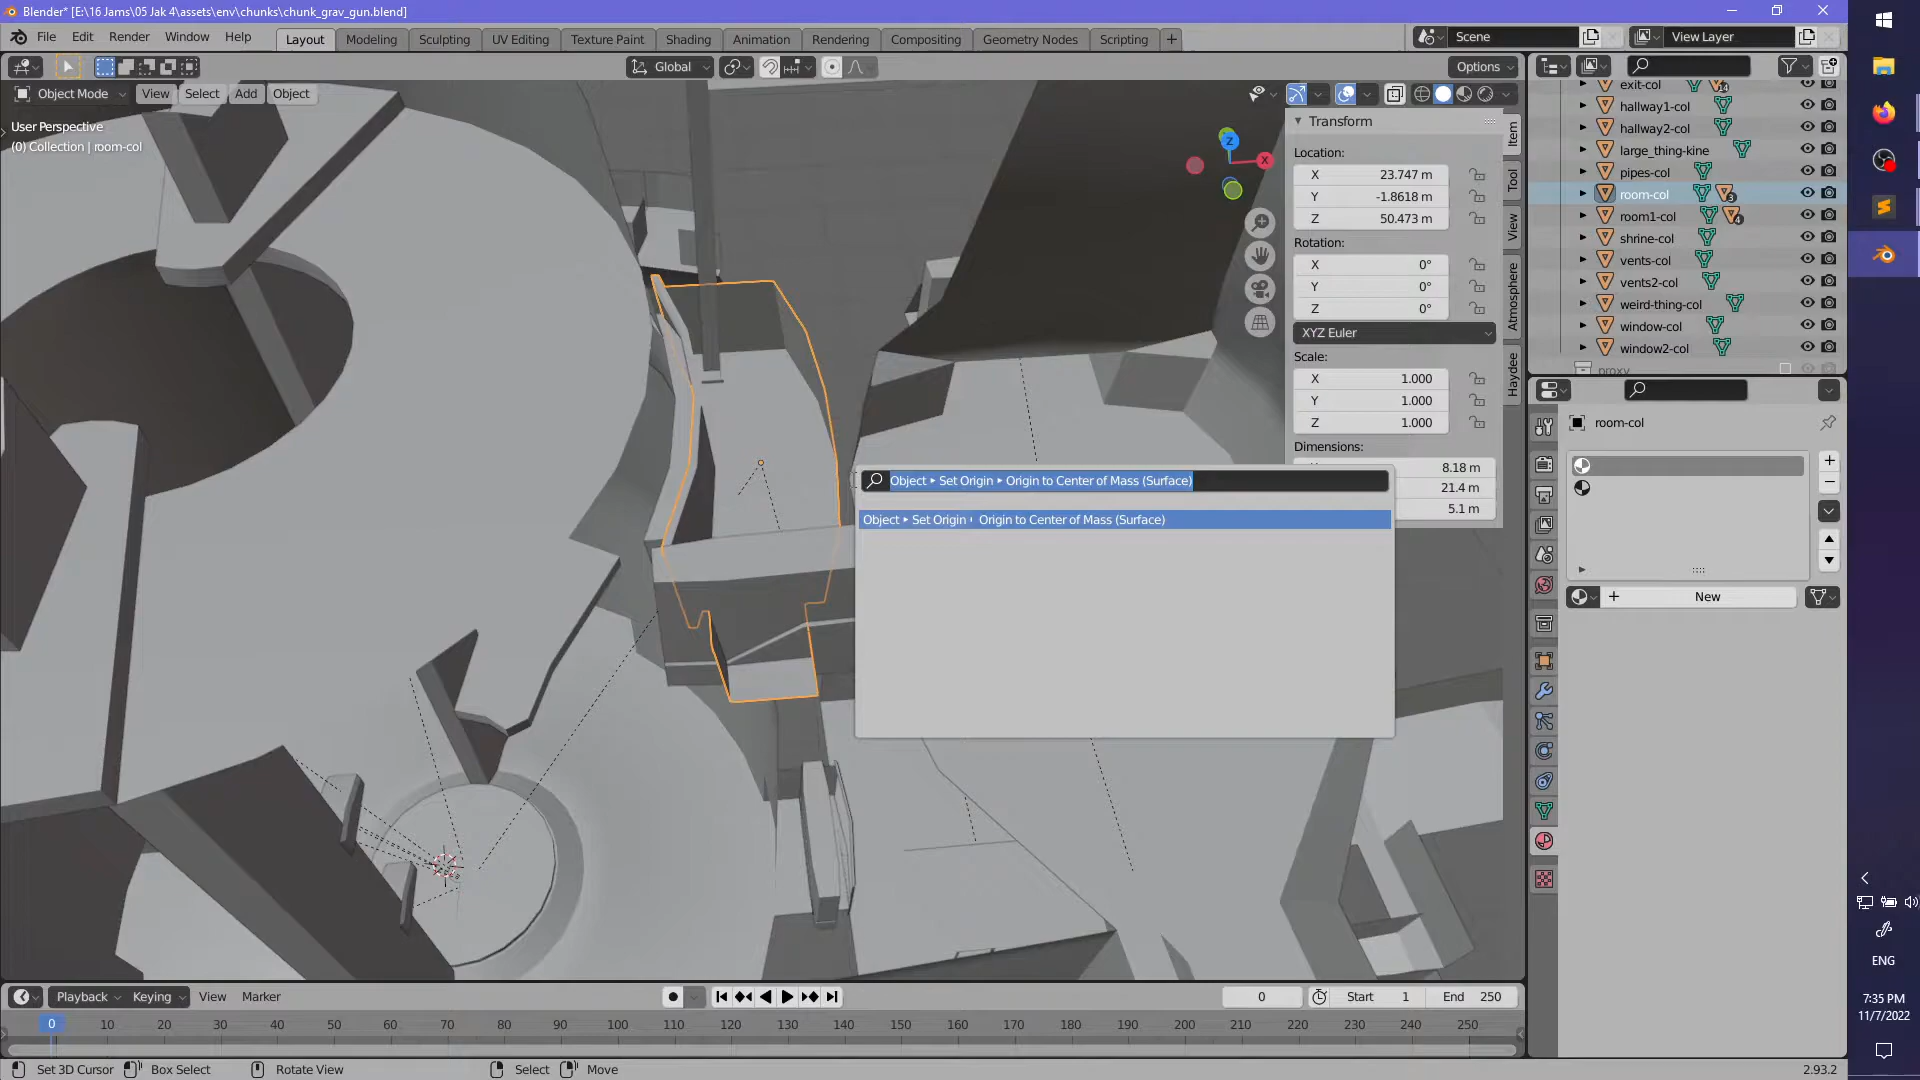 Blender* [E:\16 Jams\05 Jak 4\assets\env\chunks\chunk_grav_gun.blend]
File Edit Render Window Help Layout Modeling Sculpting UV Editing Texture Paint Shading Animation Rendering Compositing Geometry Nodes Scripting Scene View Layer
Global Options
Object Mode View Select Add Object
User Perspective
(0) Collection | room-col
Z
X
Transform
Location:
X 23.747 m
Y -1.8618 m
Z 50.473 m
Rotation:
X 0°
Y 0°
Z 0°
XYZ Euler
Scale:
X 1.000
Y 1.000
Z 1.000
Dimensions:
8.18 m
21.4 m
5.1 m
Item
Tool
View
Atmosphere
Haydee
Object ▸ Set Origin ▸ Origin to Center of Mass (Surface)
Object ▸ Set Origin ▸ Origin to Center of Mass (Surface)
exit-col
hallway1-col
hallway2-col
large_thing-kine
pipes-col
room-col 3
room1-col 4
shrine-col
vents-col
vents2-col
weird-thing-col
window-col
window2-col
proxy
room-col
New
Playback Keying View Marker 0 Start 1 End 250
0 10 20 30 40 50 60 70 80 90 100 110 120 130 140 150 160 170 180 190 200 210 220 230 240 250
Set 3D Cursor Box Select Rotate View Select Move 2.93.2
ENG
7:35 PM
11/7/2022